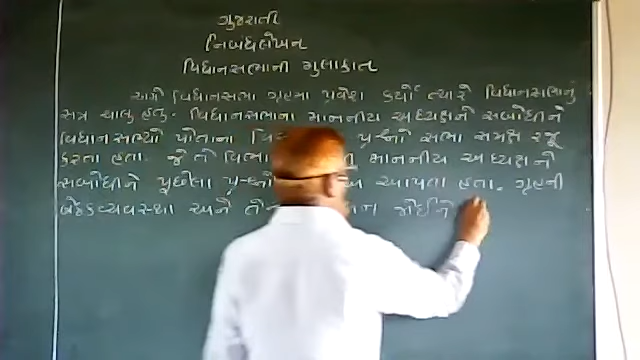 ગુજરાતી
નિબંધલેખન
વિધાનસભાની મુલાકાત
અમે વિધાનસભા ગૃહમા પ્રવેશ કર્યો ત્યારે વિધાનસભાનું
સત્ર ચાલુ હતુ. વિધાનસભાના માનનીય અધ્યક્ષને સંબોધીને
વિધાનસભ્યો પોતાના પ્રશ્નો સભા સમક્ષ રજૂ
કરતા હતા. જે તે વિભા માનનીય અધ્યક્ષને
સંબોધીને પૂછેલા પ્રશ્નો આપતા હતા. ગૃહની
બેઠકવ્યવસ્થા અને જોઈને